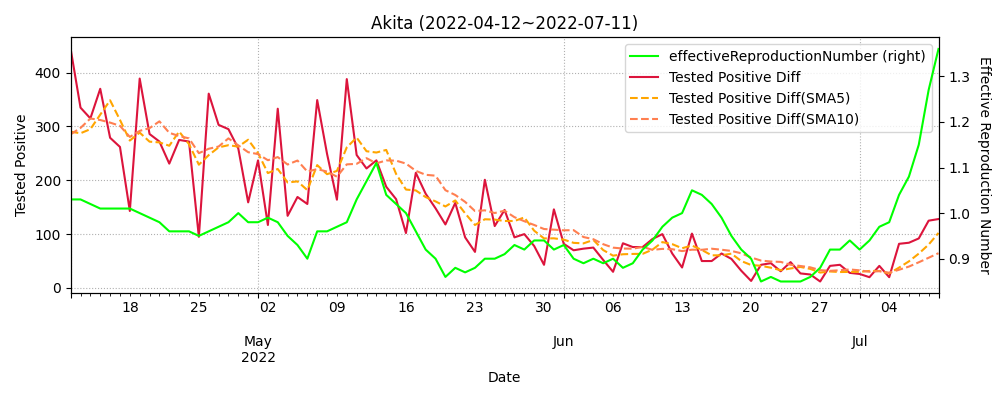 Akita (2022-04-12~2022-07-11)
effectiveReproductionNumber (right)
Tested Positive Diff
Tested Positive Diff(SMA5)
Tested Positive Diff(SMA10)
Tested Positive
400
300
200
100
0
1.3
1.2
1.1
1.0
0.9
Effective Reproduction Number
18 25 02 09 16 23 30 06 13 20 27 04
May Jun Jul
2022
Date